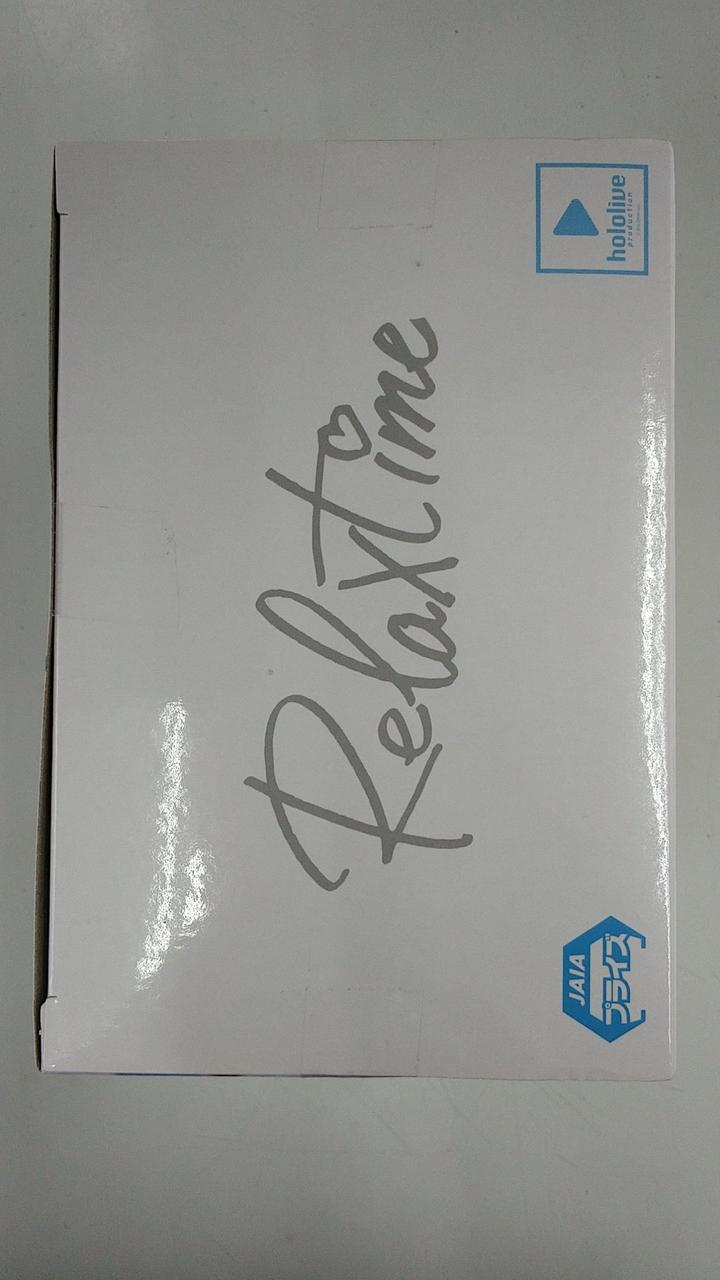 Relax time
JAIA
プライズ
hololive
production